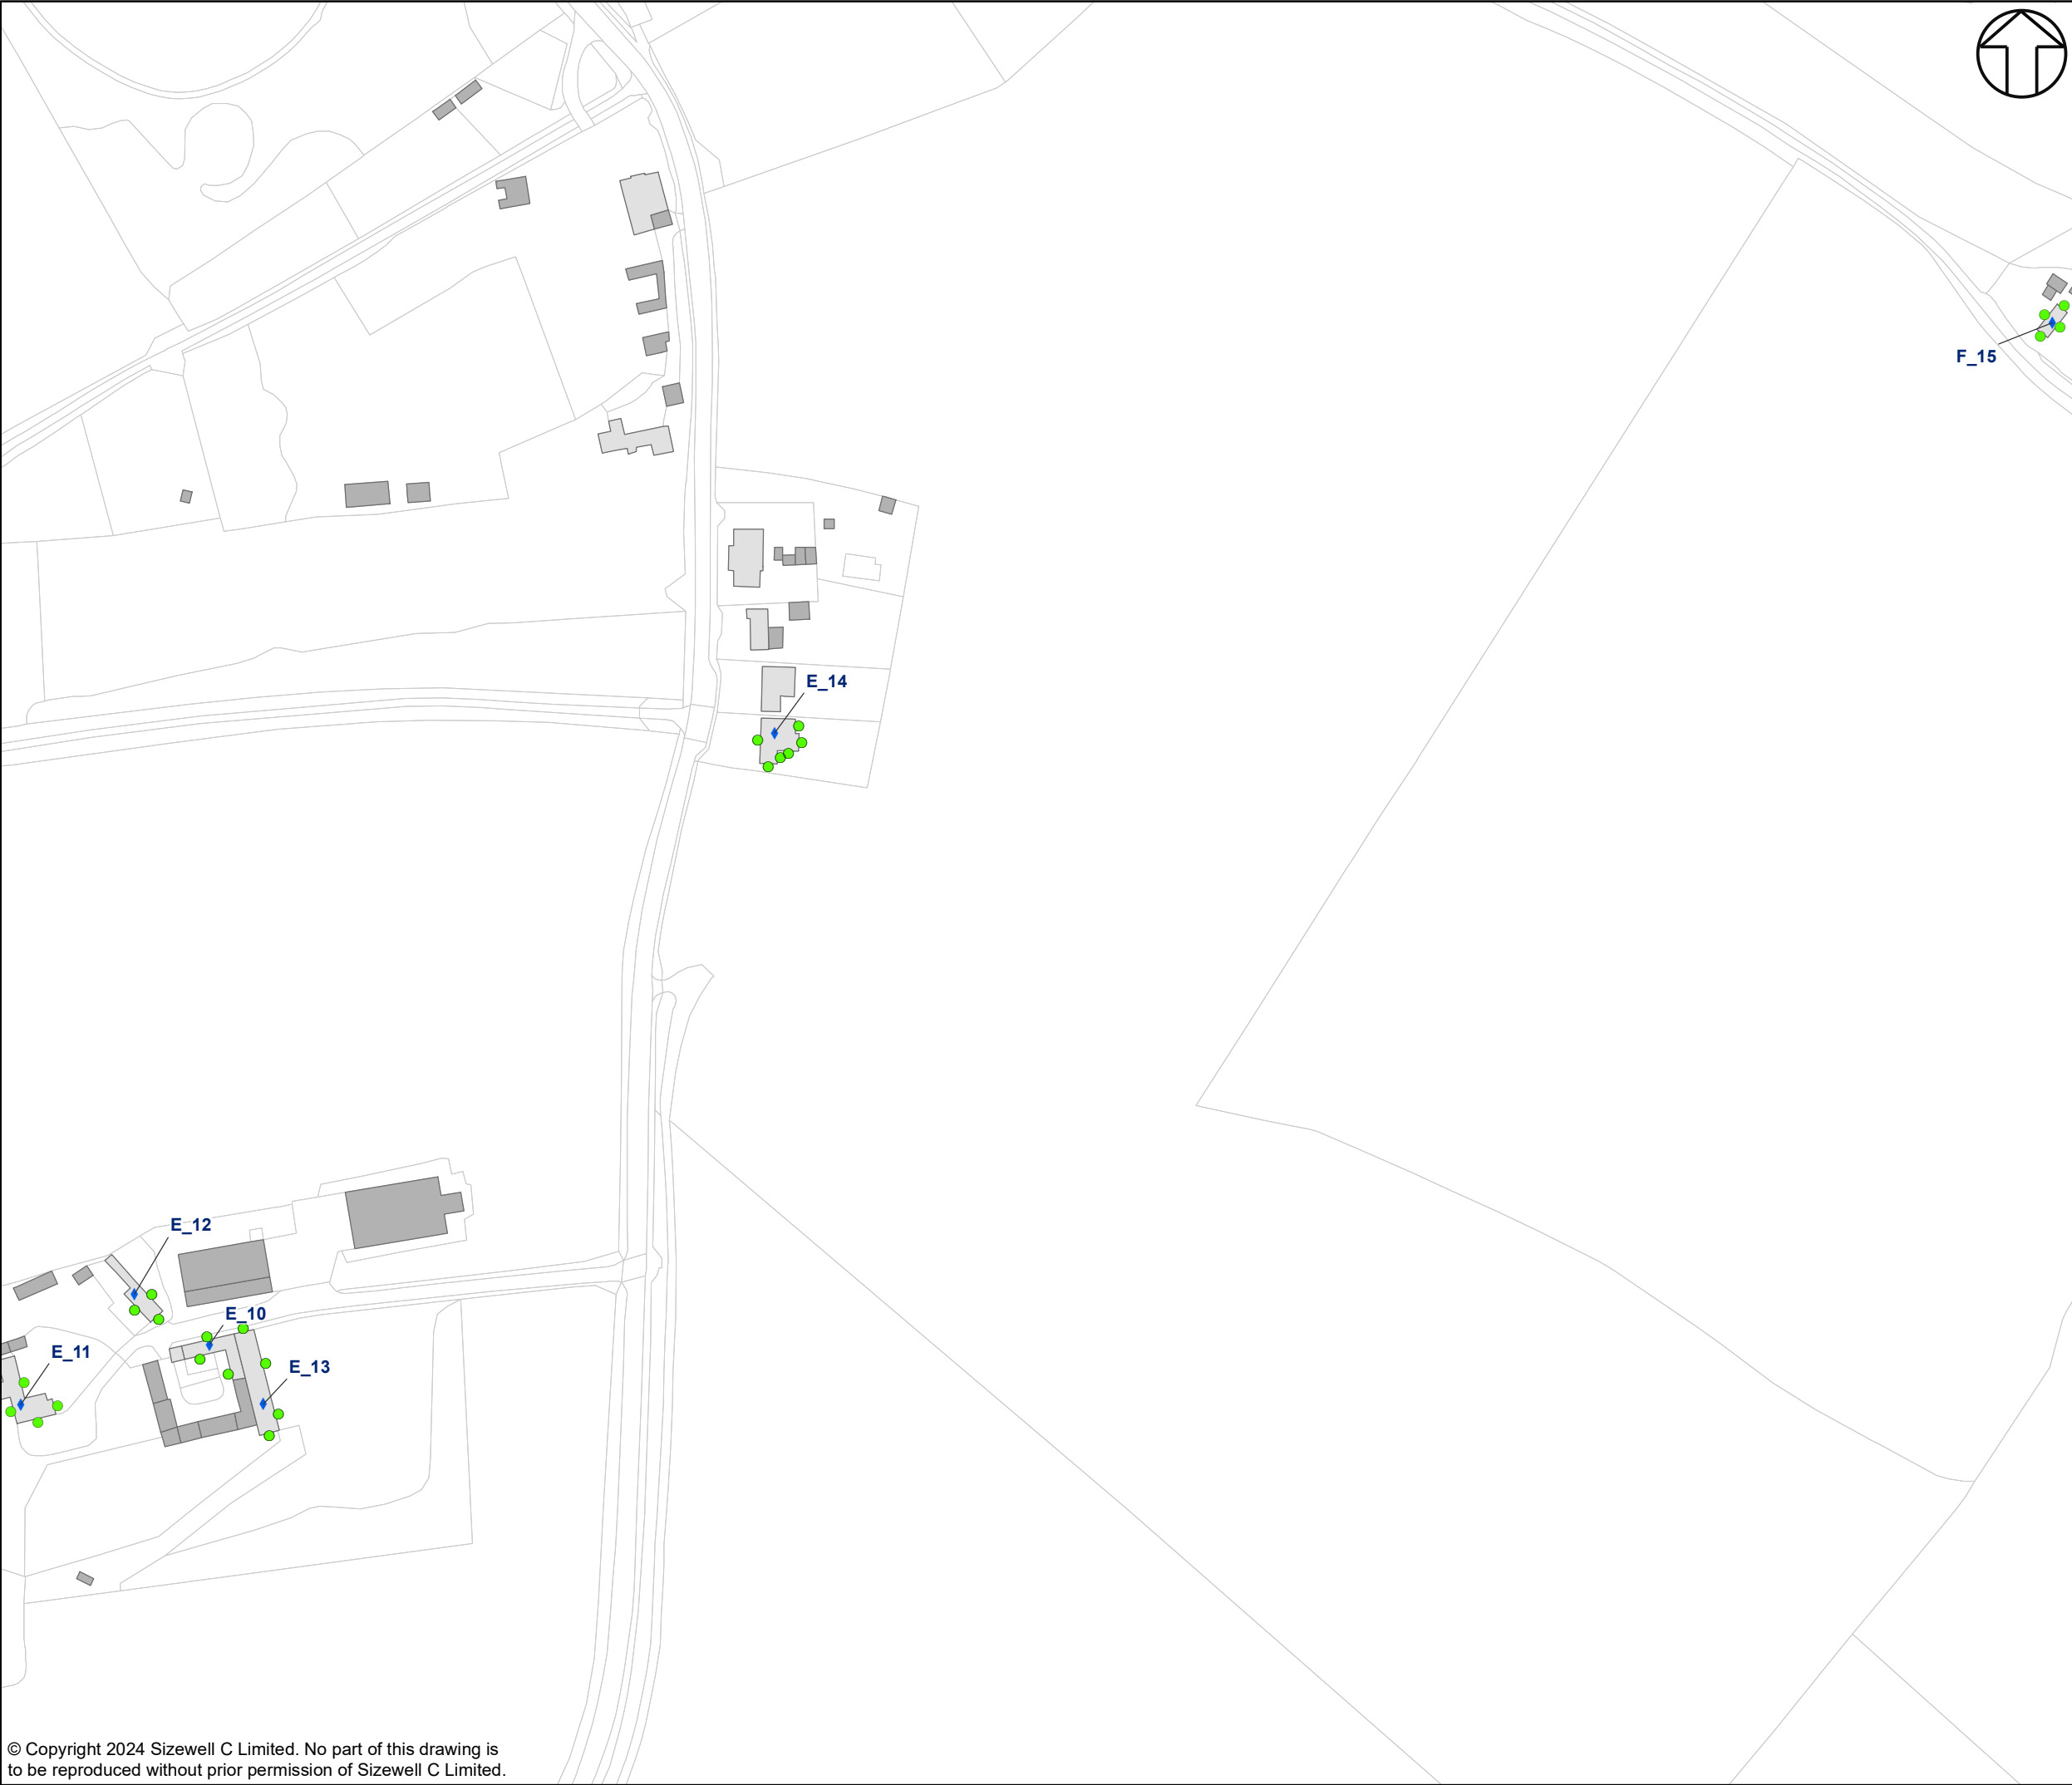 F_15
E_14
E_12
E_10
E_11
E_13
© Copyright 2024 Sizewell C Limited. No part of this drawing is
to be reproduced without prior permission of Sizewell C Limited.